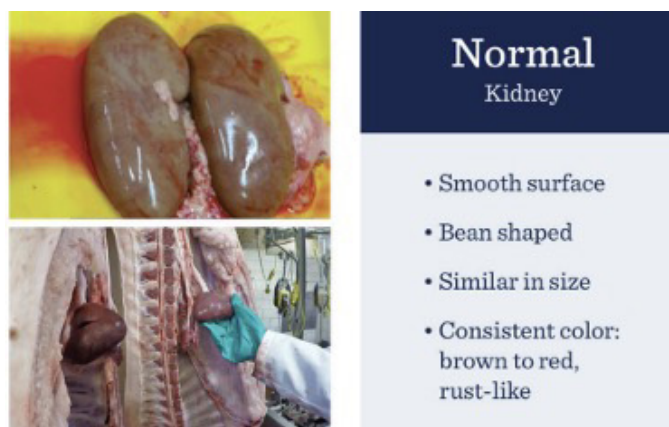 Normal
Kidney
• Smooth surface
• Bean shaped
• Similar in size
• Consistent color:
brown to red,
rust-like